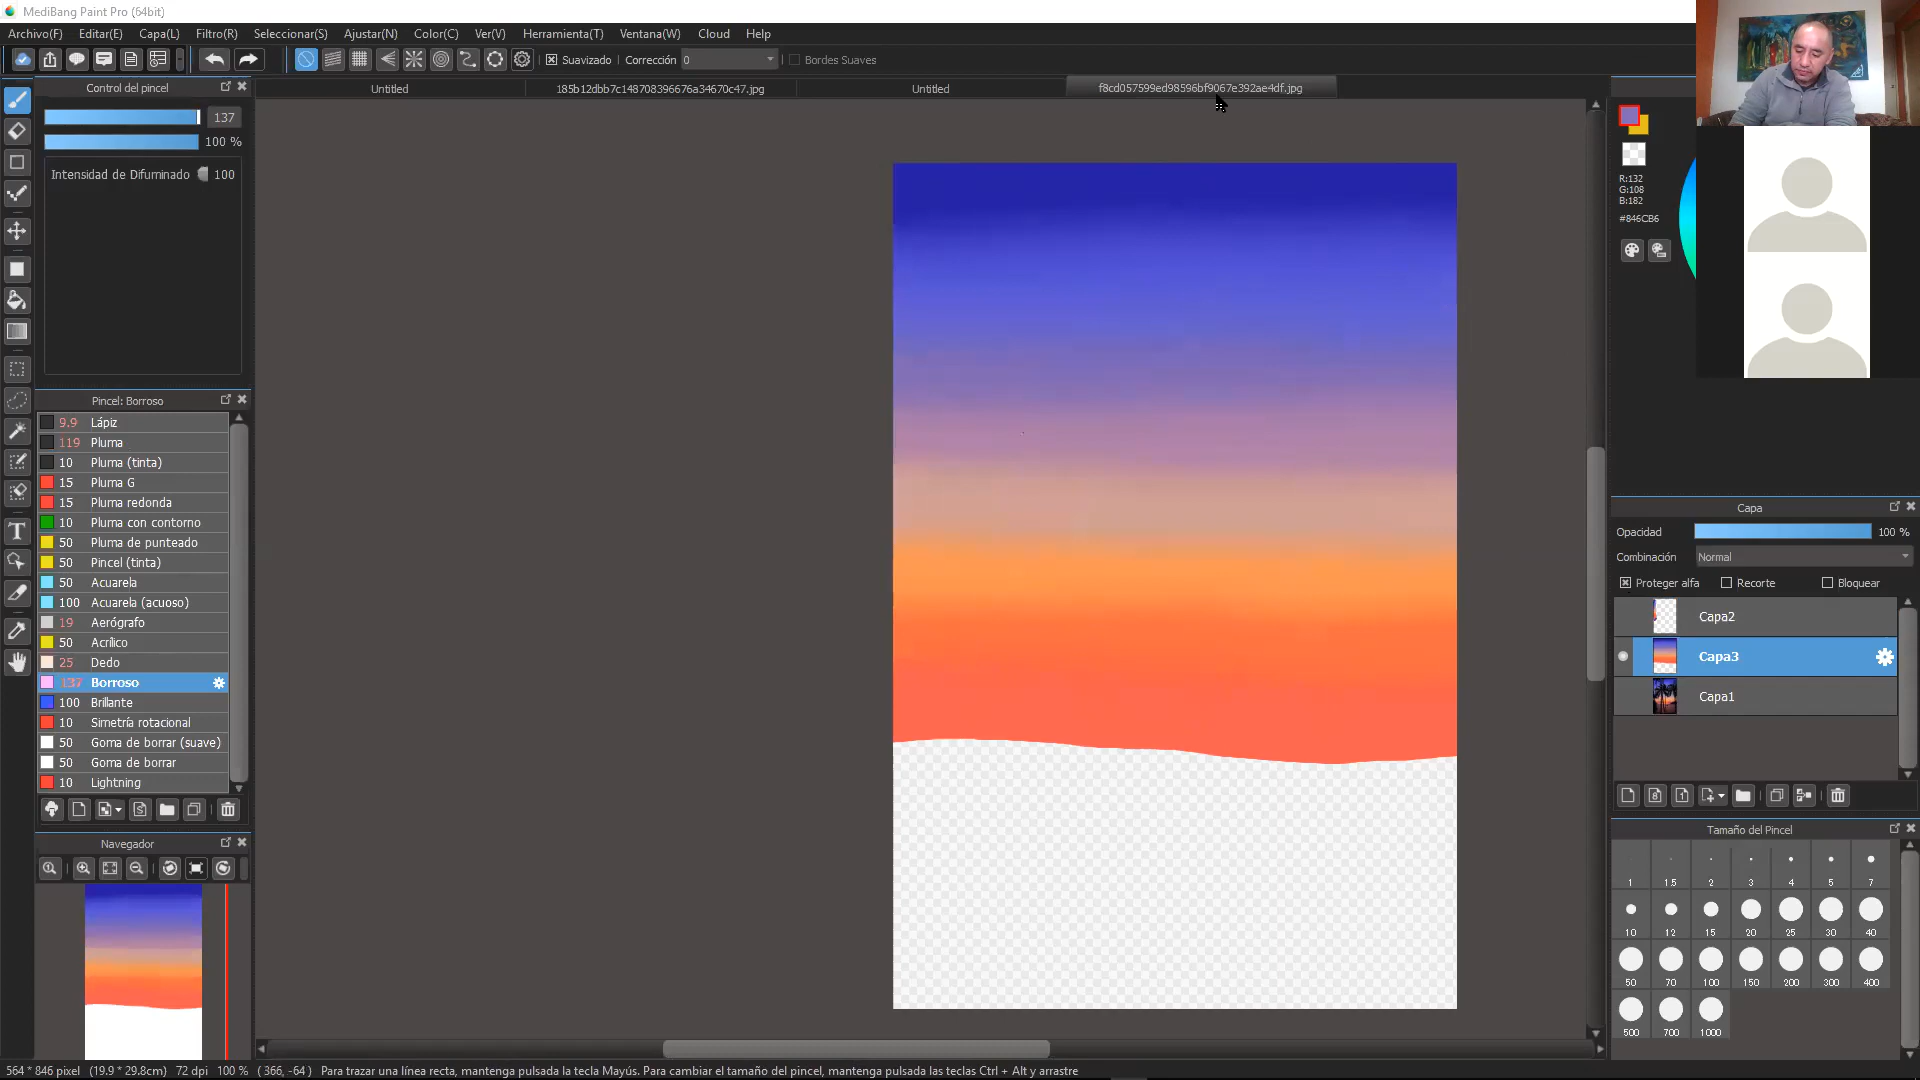 MediBang Paint Pro (64bit)
Archivo(F) Editar(E) Capa(L) Filtro(R) Seleccionar(S) Ajustar(N) Color(C) Ver(V) Herramienta(T) Ventana(W) Cloud Help
Suavizado Corrección 0 Bordes Suaves
Control del pincel
Untitled 185b12dbb7c148708396676a34670c47.jpg Untitled f8cd057599ed98596bf9067e392ae4df.jpg
137
100 %
Intensidad de Difuminado 100
R:132
G:108
B:182
#846CB6
Pincel: Borroso
9.9 Lápiz
119 Pluma
10 Pluma (tinta)
15 Pluma G
15 Pluma redonda
10 Pluma con contorno
50 Pluma de punteado
50 Pincel (tinta)
50 Acuarela
100 Acuarela (acuoso)
19 Aerógrafo
50 Acrílico
25 Dedo
137 Borroso
100 Brillante
10 Simetría rotacional
50 Goma de borrar (suave)
50 Goma de borrar
10 Lightning
Navegador
Capa
Opacidad 100 %
Combinación Normal
Proteger alfa Recorte Bloquear
Capa2
Capa3
Capa1
Tamaño del Pincel
1 1.5 2 3 4 5 7
10 12 15 20 25 30 40
50 70 100 150 200 300 400
500 700 1000
564 * 846 pixel (19.9 * 29.8cm) 72 dpi 100 % ( 366, -64 ) Para trazar una línea recta, mantenga pulsada la tecla Mayús. Para cambiar el tamaño del pincel, mantenga pulsadas las teclas Ctrl + Alt y arrastre